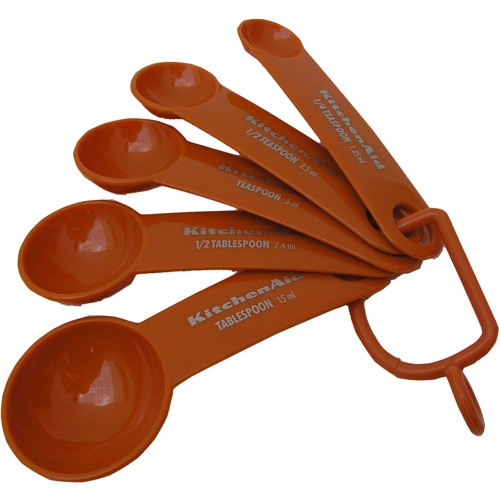 KitchenAid
1/4 TEASPOON 1.25 ml
KitchenAid
1/2 TEASPOON 2.5 ml
KitchenAid
TEASPOON 5 ml
KitchenAid
1/2 TABLESPOON 7.4 ml
KitchenAid
TABLESPOON 15 ml